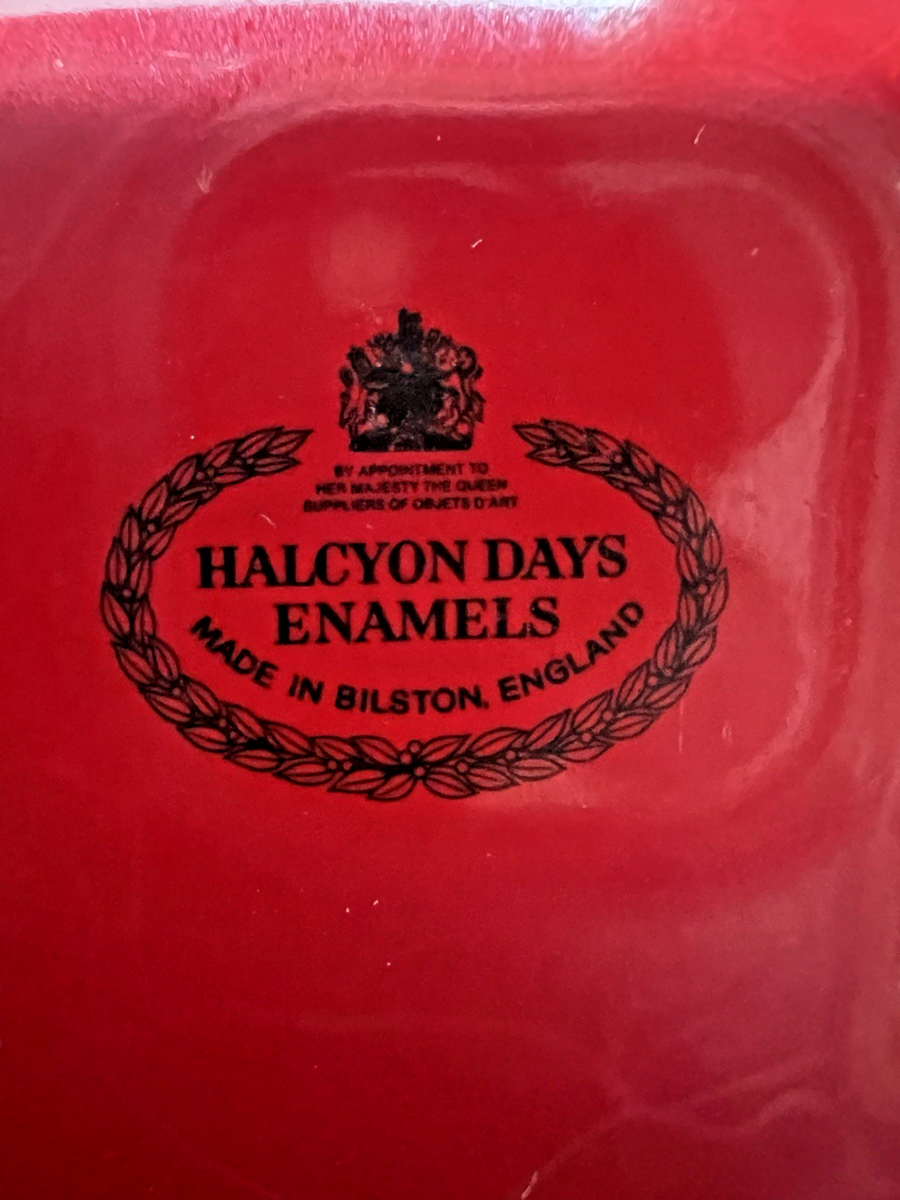 BY APPOINTMENT TO
HER MAJESTY THE QUEEN
SUPPLIERS OF OBJETS D'ART
HALCYON DAYS
ENAMELS
MADE IN BILSTON, ENGLAND